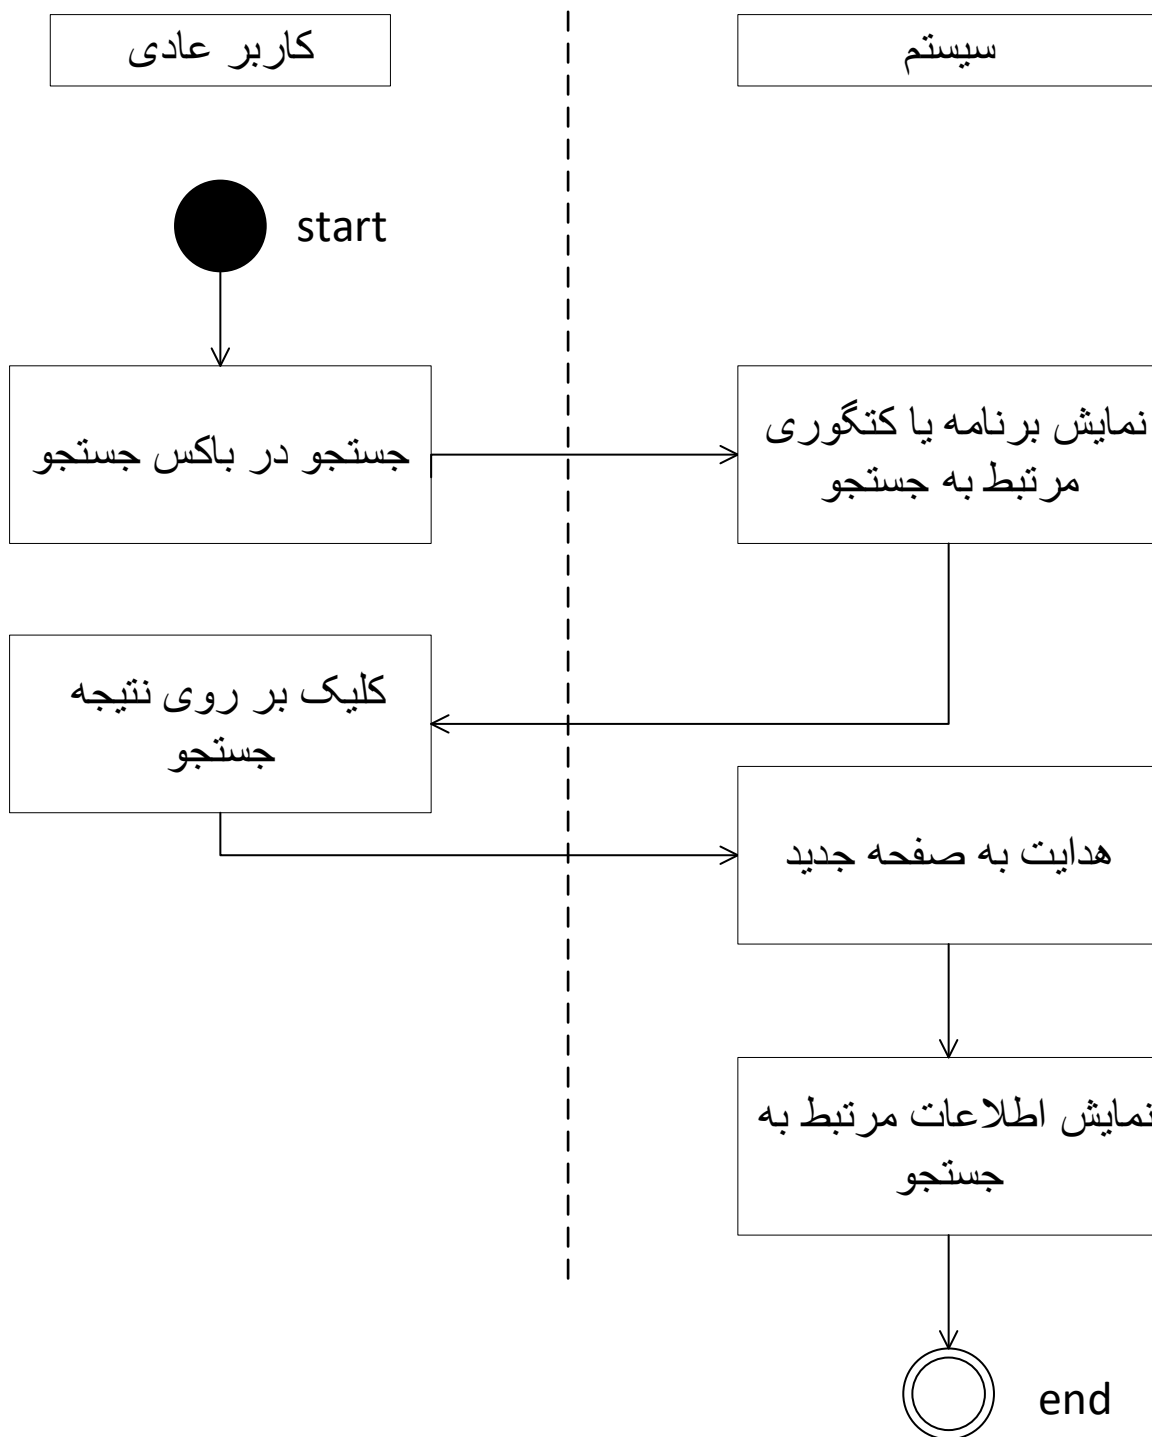 کاربر عادی
سیستم
start
جستجو در باکس جستجو
نمایش برنامه یا کتگوری
مرتبط به جستجو
کلیک بر روی نتیجه
جستجو
هدایت به صفحه جدید
نمایش اطلاعات مرتبط به
جستجو
end